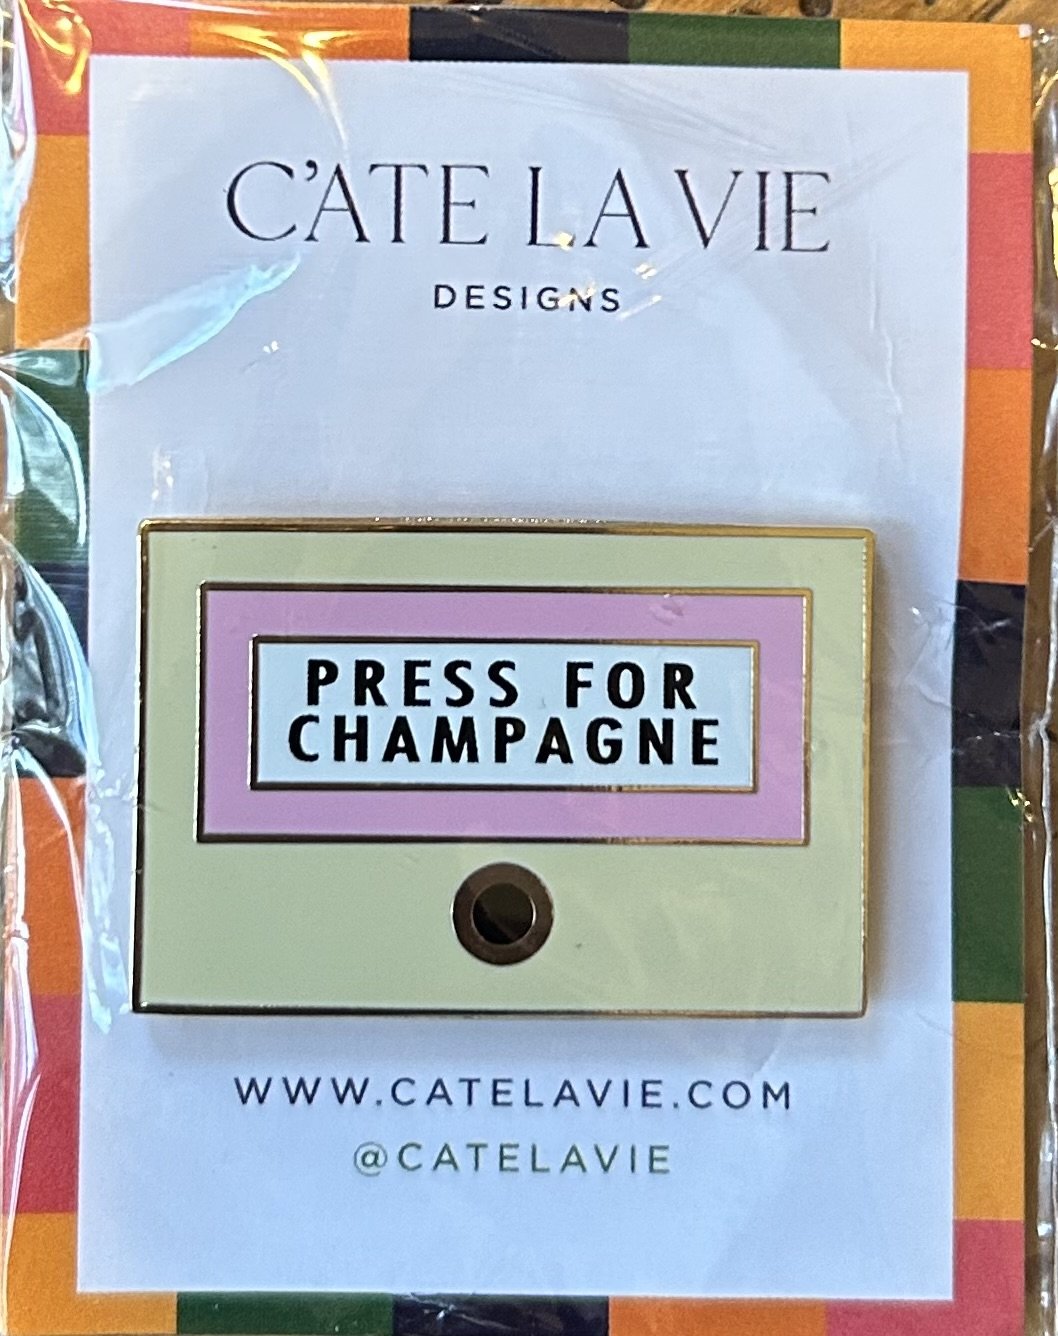 C'ATE LA VIE
DESIGNS
PRESS FOR
CHAMPAGNE
WWW.CATELAVIE.COM
@CATELAVIE